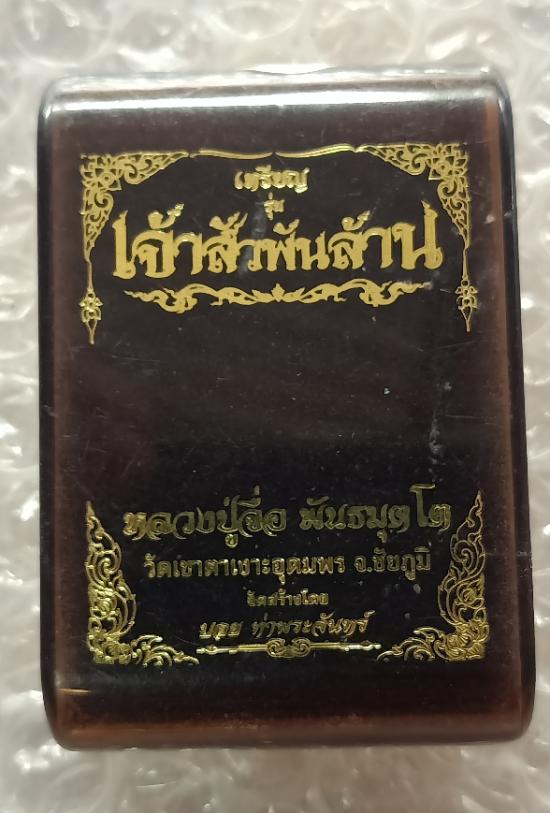 เหรียญ
รุ่น
เจ้าสัวพันล้าน
หลวงปู่จื่อ พันธมุตโต
วัดเขาตาเงาะอุดมพร จ.ชัยภูมิ
จัดสร้างโดย
บอย ท่าพระจันทร์